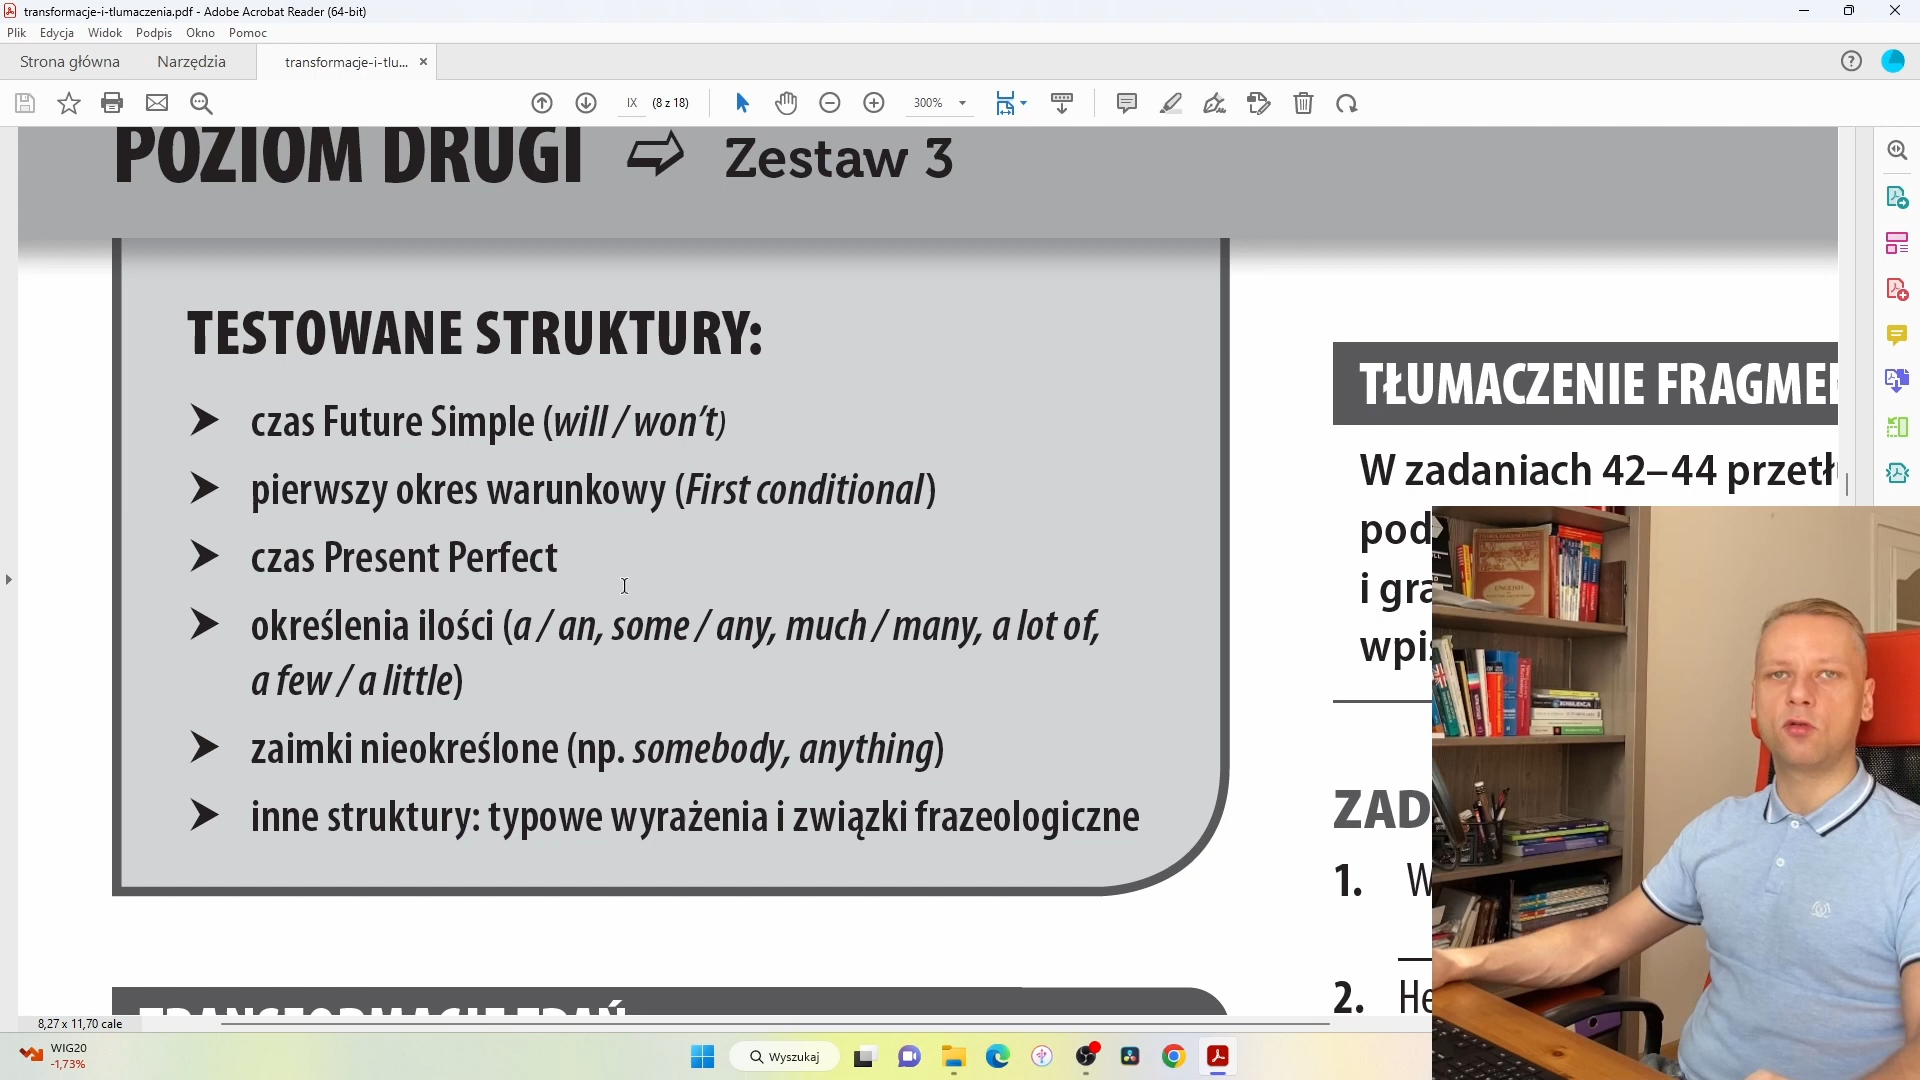 transformacje-i-tlumaczenia.pdf - Adobe Acrobat Reader (64-bit)
Plik Edycja Widok Podpis Okno Pomoc
Strona główna Narzędzia transformacje-i-tlu... ×
IX (8 z 18) 300%
POZIOM DRUGI Zestaw 3
TESTOWANE STRUKTURY:
czas Future Simple (will / won't)
pierwszy okres warunkowy (First conditional)
czas Present Perfect
określenia ilości (a / an, some / any, much / many, a lot of,
a few / a little)
zaimki nieokreślone (np. somebody, anything)
inne struktury: typowe wyrażenia i związki frazeologiczne
TŁUMACZENIE FRAGME
W zadaniach 42–44 przetł
pod
i gra
wpis
ZAD
1. W
2. He
TRANSFORMACJE ZDAŃ
8,27 x 11,70 cale
WIG20
-1,73%
Wyszukaj